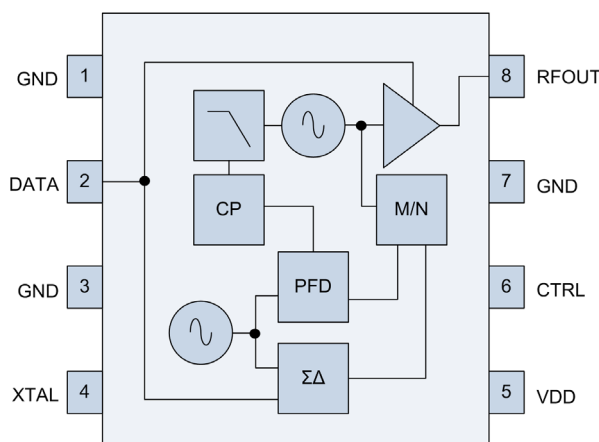 GND 1
8 RFOUT
CP
DATA 2
M/N
7 GND
PFD
GND 3
6 CTRL
ΣΔ
XTAL 4
5 VDD